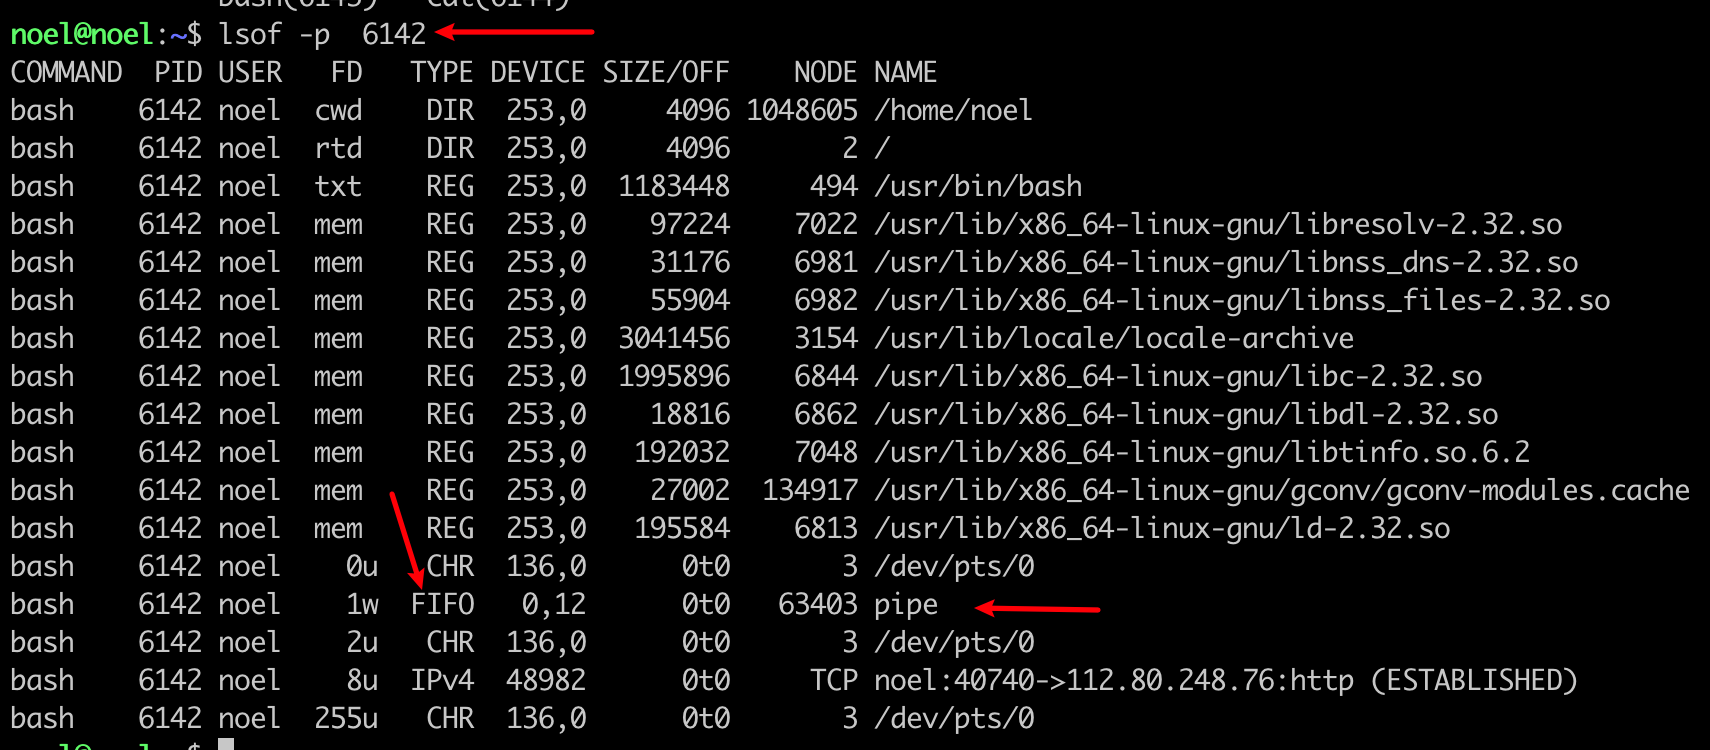 noel@noel:~$ lsof -p  6142
COMMAND  PID USER   FD   TYPE DEVICE SIZE/OFF    NODE NAME
bash    6142 noel  cwd    DIR  253,0     4096 1048605 /home/noel
bash    6142 noel  rtd    DIR  253,0     4096       2 /
bash    6142 noel  txt    REG  253,0  1183448     494 /usr/bin/bash
bash    6142 noel  mem    REG  253,0    97224    7022 /usr/lib/x86_64-linux-gnu/libresolv-2.32.so
bash    6142 noel  mem    REG  253,0    31176    6981 /usr/lib/x86_64-linux-gnu/libnss_dns-2.32.so
bash    6142 noel  mem    REG  253,0    55904    6982 /usr/lib/x86_64-linux-gnu/libnss_files-2.32.so
bash    6142 noel  mem    REG  253,0  3041456    3154 /usr/lib/locale/locale-archive
bash    6142 noel  mem    REG  253,0  1995896    6844 /usr/lib/x86_64-linux-gnu/libc-2.32.so
bash    6142 noel  mem    REG  253,0    18816    6862 /usr/lib/x86_64-linux-gnu/libdl-2.32.so
bash    6142 noel  mem    REG  253,0   192032    7048 /usr/lib/x86_64-linux-gnu/libtinfo.so.6.2
bash    6142 noel  mem    REG  253,0    27002  134917 /usr/lib/x86_64-linux-gnu/gconv/gconv-modules.cache
bash    6142 noel  mem    REG  253,0   195584    6813 /usr/lib/x86_64-linux-gnu/ld-2.32.so
bash    6142 noel    0u   CHR  136,0      0t0       3 /dev/pts/0
bash    6142 noel    1w  FIFO   0,12      0t0   63403 pipe
bash    6142 noel    2u   CHR  136,0      0t0       3 /dev/pts/0
bash    6142 noel    8u  IPv4  48982      0t0     TCP noel:40740->112.80.248.76:http (ESTABLISHED)
bash    6142 noel  255u   CHR  136,0      0t0       3 /dev/pts/0